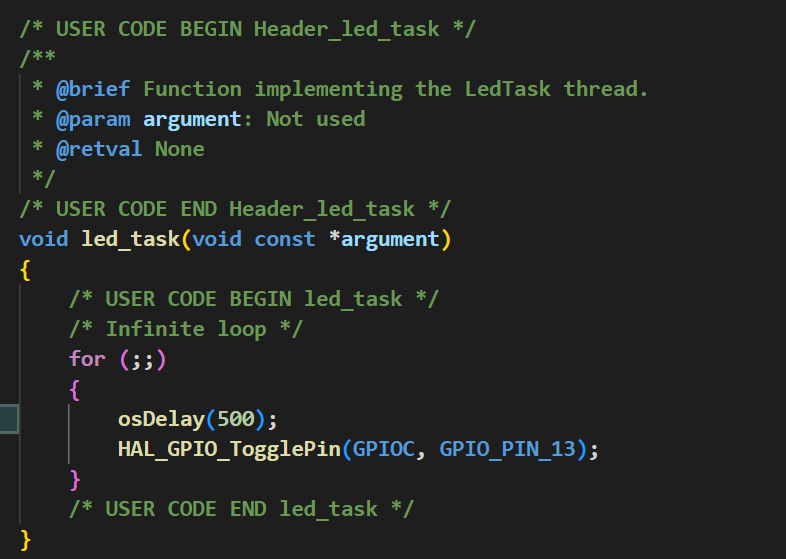 /* USER CODE BEGIN Header_led_task */
/**
 * @brief Function implementing the LedTask thread.
 * @param argument: Not used
 * @retval None
 */
/* USER CODE END Header_led_task */
void led_task(void const *argument)
{
    /* USER CODE BEGIN led_task */
    /* Infinite loop */
    for (;;)
    {
        osDelay(500);
        HAL_GPIO_TogglePin(GPIOC, GPIO_PIN_13);
    }
    /* USER CODE END led_task */
}